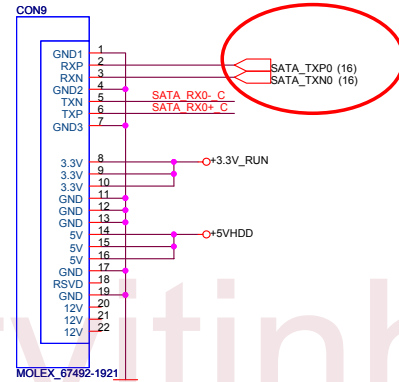 CON9
GND1 1
RXP 2 SATA_TXP0 (16)
RXN 3 SATA_TXN0 (16)
GND2 4
TXN 5 SATA_RX0-_C
TXP 6 SATA_RX0+_C
GND3 7
3.3V 8 +3.3V_RUN
3.3V 9
3.3V 10
GND 11
GND 12
GND 13
5V 14 +5VHDD
5V 15
5V 16
GND 17
RSVD 18
GND 19
12V 20
12V 21
12V 22
MOLEX_67492-1921